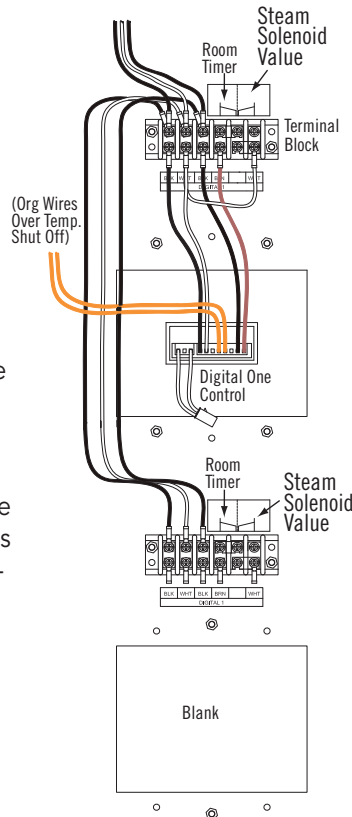 Steam
Solenoid
Value
Room
Timer
Terminal
Block
BLK WHT BLK BRN WHT
DIGITAL 1
(Org Wires
Over Temp.
Shut Off)
e
Digital One
Control
e
s
-
Room
Timer
Steam
Solenoid
Value
BLK WHT BLK BRN WHT
DIGITAL 1
Blank